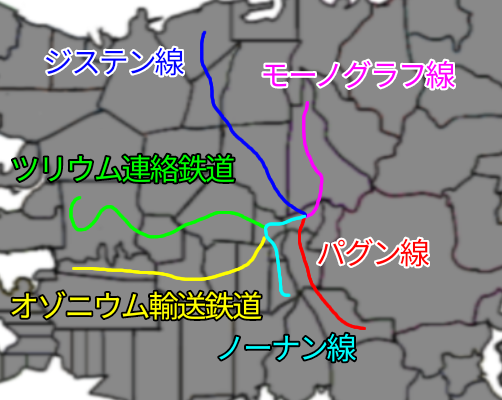 ジステン線
モーノグラフ線
ツリウム連絡鉄道
パグン線
オゾニウム輸送鉄道
ノーナン線